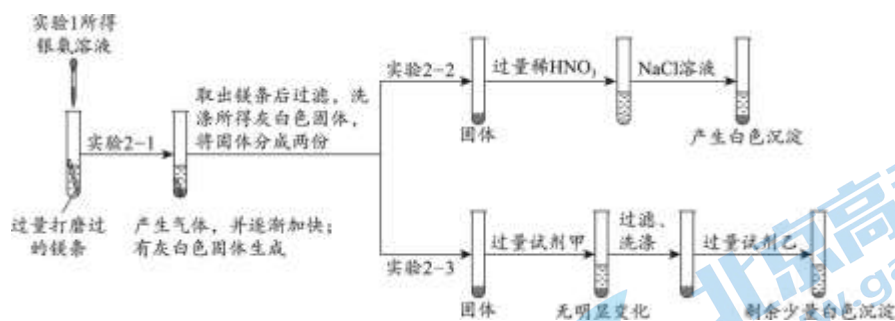 实验1所得
银氨溶液
实验2-1
过量打磨过
的镁条
产生气体，并逐渐加快；
有灰白色固体生成
取出镁条后过滤，洗
涤所得灰白色固体，
将固体分成两份
实验2-2
固体
过量稀HNO₃
NaCl溶液
产生白色沉淀
实验2-3
固体
过量试剂甲
无明显变化
过滤、
洗涤
过量试剂乙
剩余少量白色沉淀
北京高